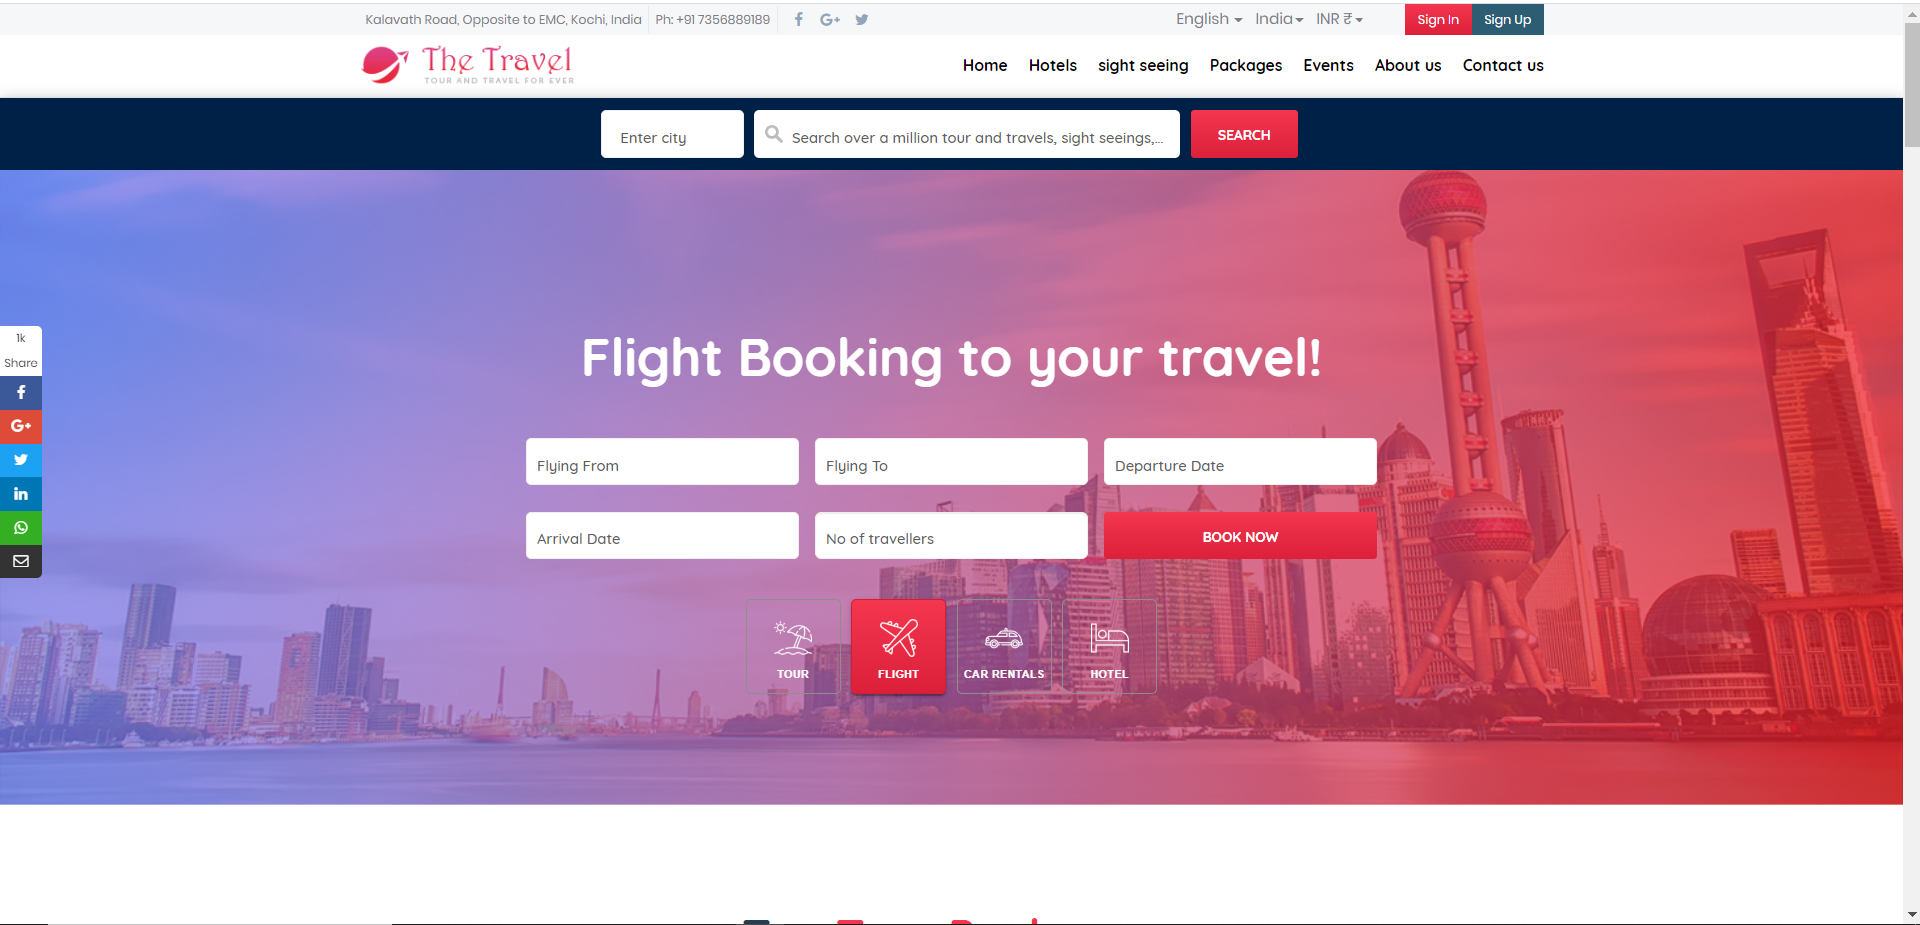 Kalavath Road, Opposite to EMC, Kochi, India Ph: +91 7356889189 English India INR ₹ Sign In Sign Up
The Travel
TOUR AND TRAVEL FOR EVER
Home Hotels sight seeing Packages Events About us Contact us
Enter city Search over a million tour and travels, sight seeings,... SEARCH
Flight Booking to your travel!
1k
Share
Flying From Flying To Departure Date
Arrival Date No of travellers BOOK NOW
TOUR FLIGHT CAR RENTALS HOTEL